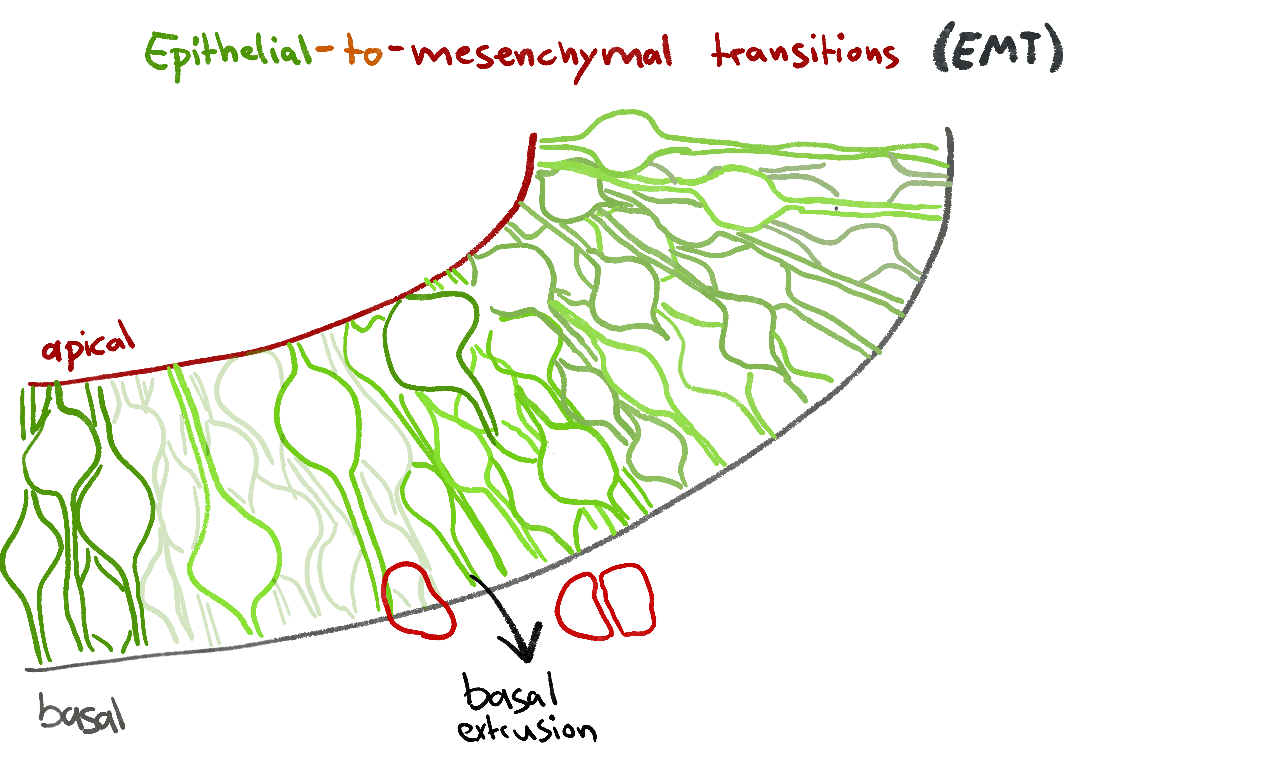 Epithelial-to-mesenchymal transitions (EMT)
apical
basal
basal
extrusion